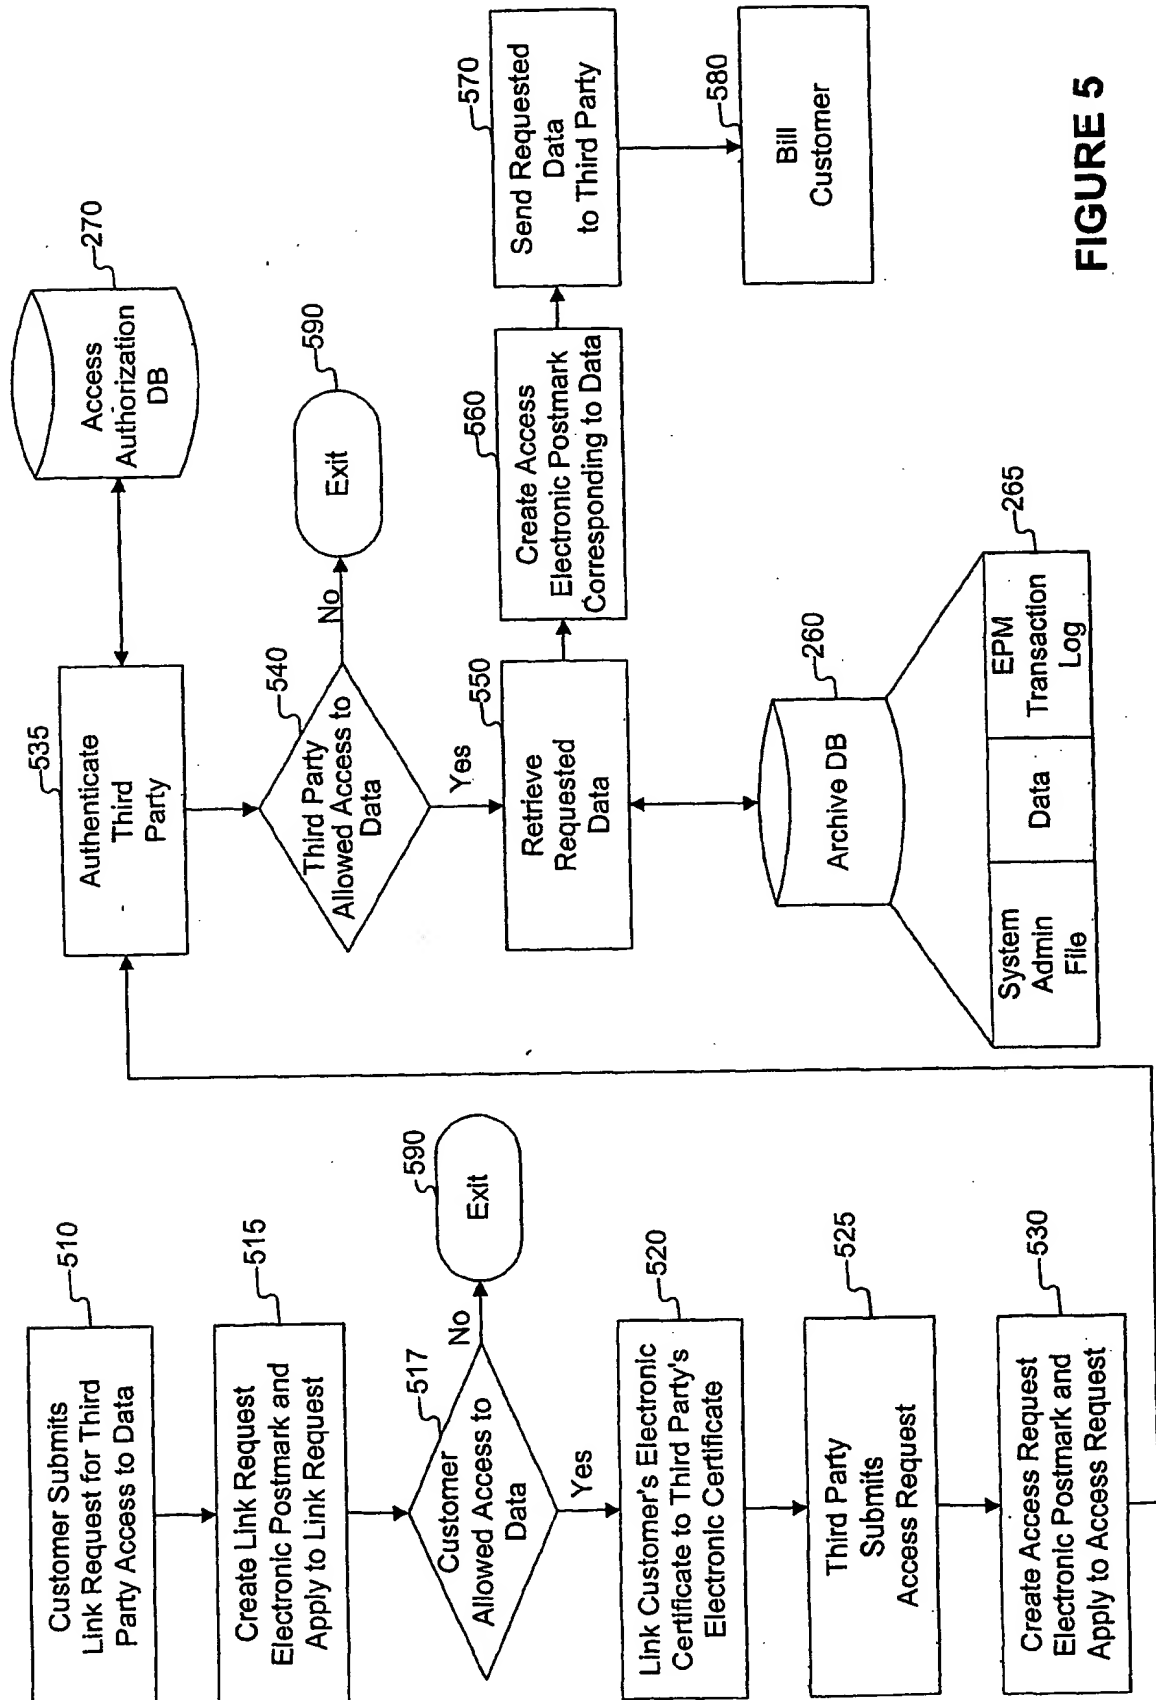 Customer Submits
Link Request for Third
Party Access to Data
510
Create Link Request
Electronic Postmark and
Apply to Link Request
515
Customer
Allowed Access to
Data
517
No
Exit
590
Yes
Link Customer's Electronic
Certificate to Third Party's
Electronic Certificate
520
Third Party
Submits
Access Request
525
Create Access Request
Electronic Postmark and
Apply to Access Request
530
Authenticate
Third
Party
535
Access
Authorization
DB
270
Third Party
Allowed Access to
Data
540
No
Exit
590
Yes
Retrieve
Requested
Data
550
Create Access
Electronic Postmark
Corresponding to Data
560
Send Requested
Data
to Third Party
570
Bill
Customer
580
Archive DB
260
System
Admin
File
Data
EPM
Transaction
Log
265
FIGURE 5